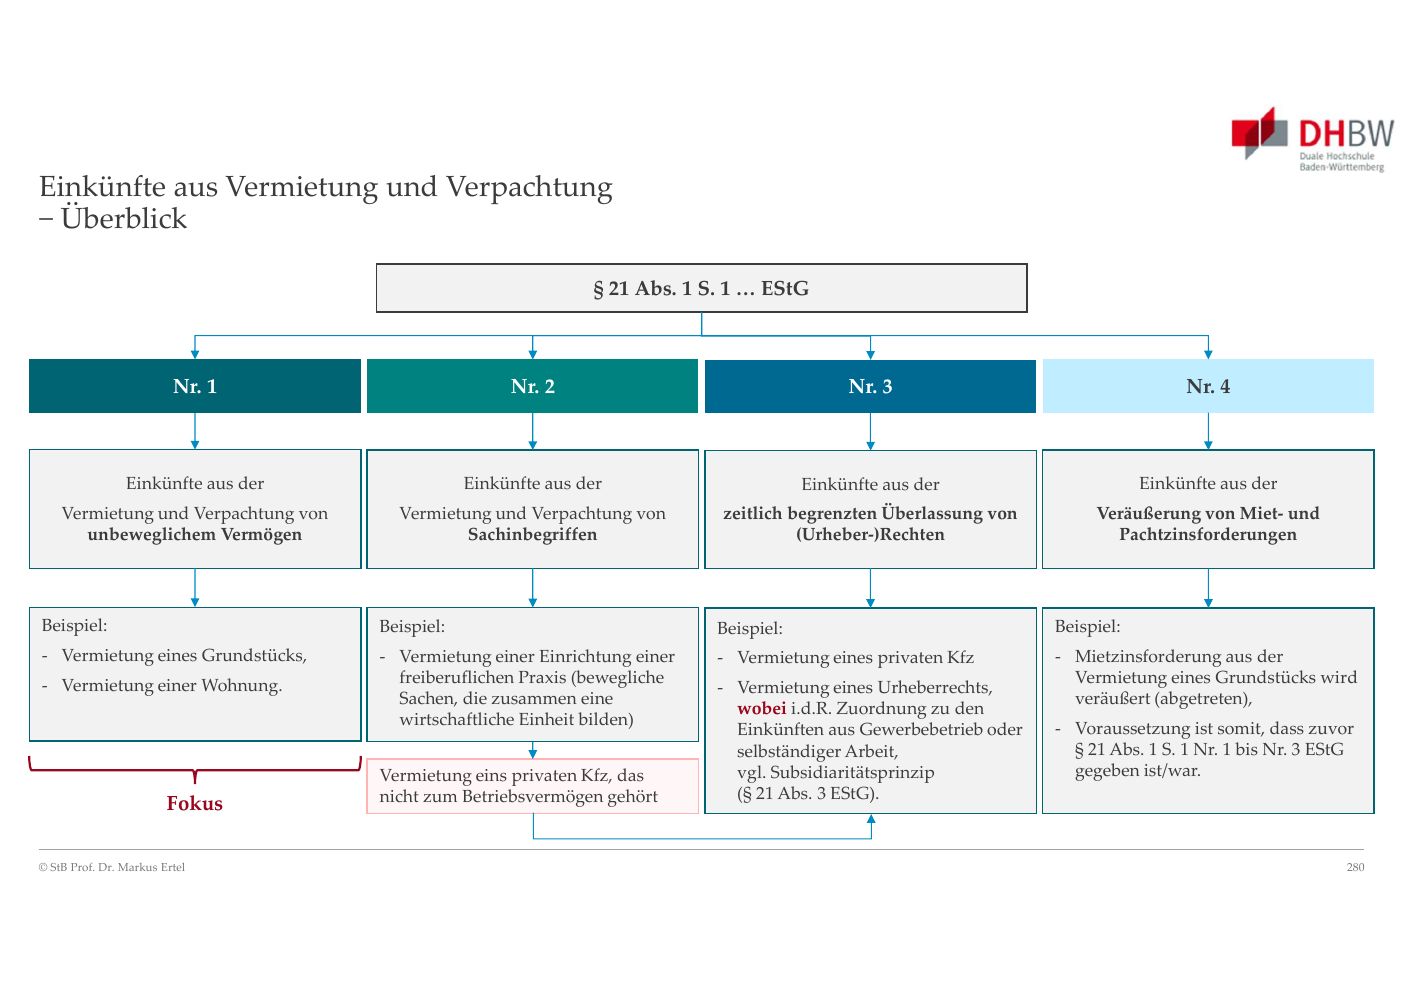 DHBW
Duale Hochschule
Baden-Württemberg
Einkünfte aus Vermietung und Verpachtung
– Überblick
§ 21 Abs. 1 S. 1 … EStG
Nr. 1
Nr. 2
Nr. 3
Nr. 4
Einkünfte aus der
Vermietung und Verpachtung von
unbeweglichem Vermögen
Einkünfte aus der
Vermietung und Verpachtung von
Sachinbegriffen
Einkünfte aus der
zeitlich begrenzten Überlassung von
(Urheber-)Rechten
Einkünfte aus der
Veräußerung von Miet- und
Pachtzinsforderungen
Beispiel:
- Vermietung eines Grundstücks,
- Vermietung einer Wohnung.
Fokus
Beispiel:
- Vermietung einer Einrichtung einer
freiberuflichen Praxis (bewegliche
Sachen, die zusammen eine
wirtschaftliche Einheit bilden)
Vermietung eins privaten Kfz, das
nicht zum Betriebsvermögen gehört
Beispiel:
- Vermietung eines privaten Kfz
- Vermietung eines Urheberrechts,
wobei i.d.R. Zuordnung zu den
Einkünften aus Gewerbebetrieb oder
selbständiger Arbeit,
vgl. Subsidiaritätsprinzip
(§ 21 Abs. 3 EStG).
Beispiel:
- Mietzinsforderung aus der
Vermietung eines Grundstücks wird
veräußert (abgetreten),
- Voraussetzung ist somit, dass zuvor
§ 21 Abs. 1 S. 1 Nr. 1 bis Nr. 3 EStG
gegeben ist/war.
© StB Prof. Dr. Markus Ertel
280